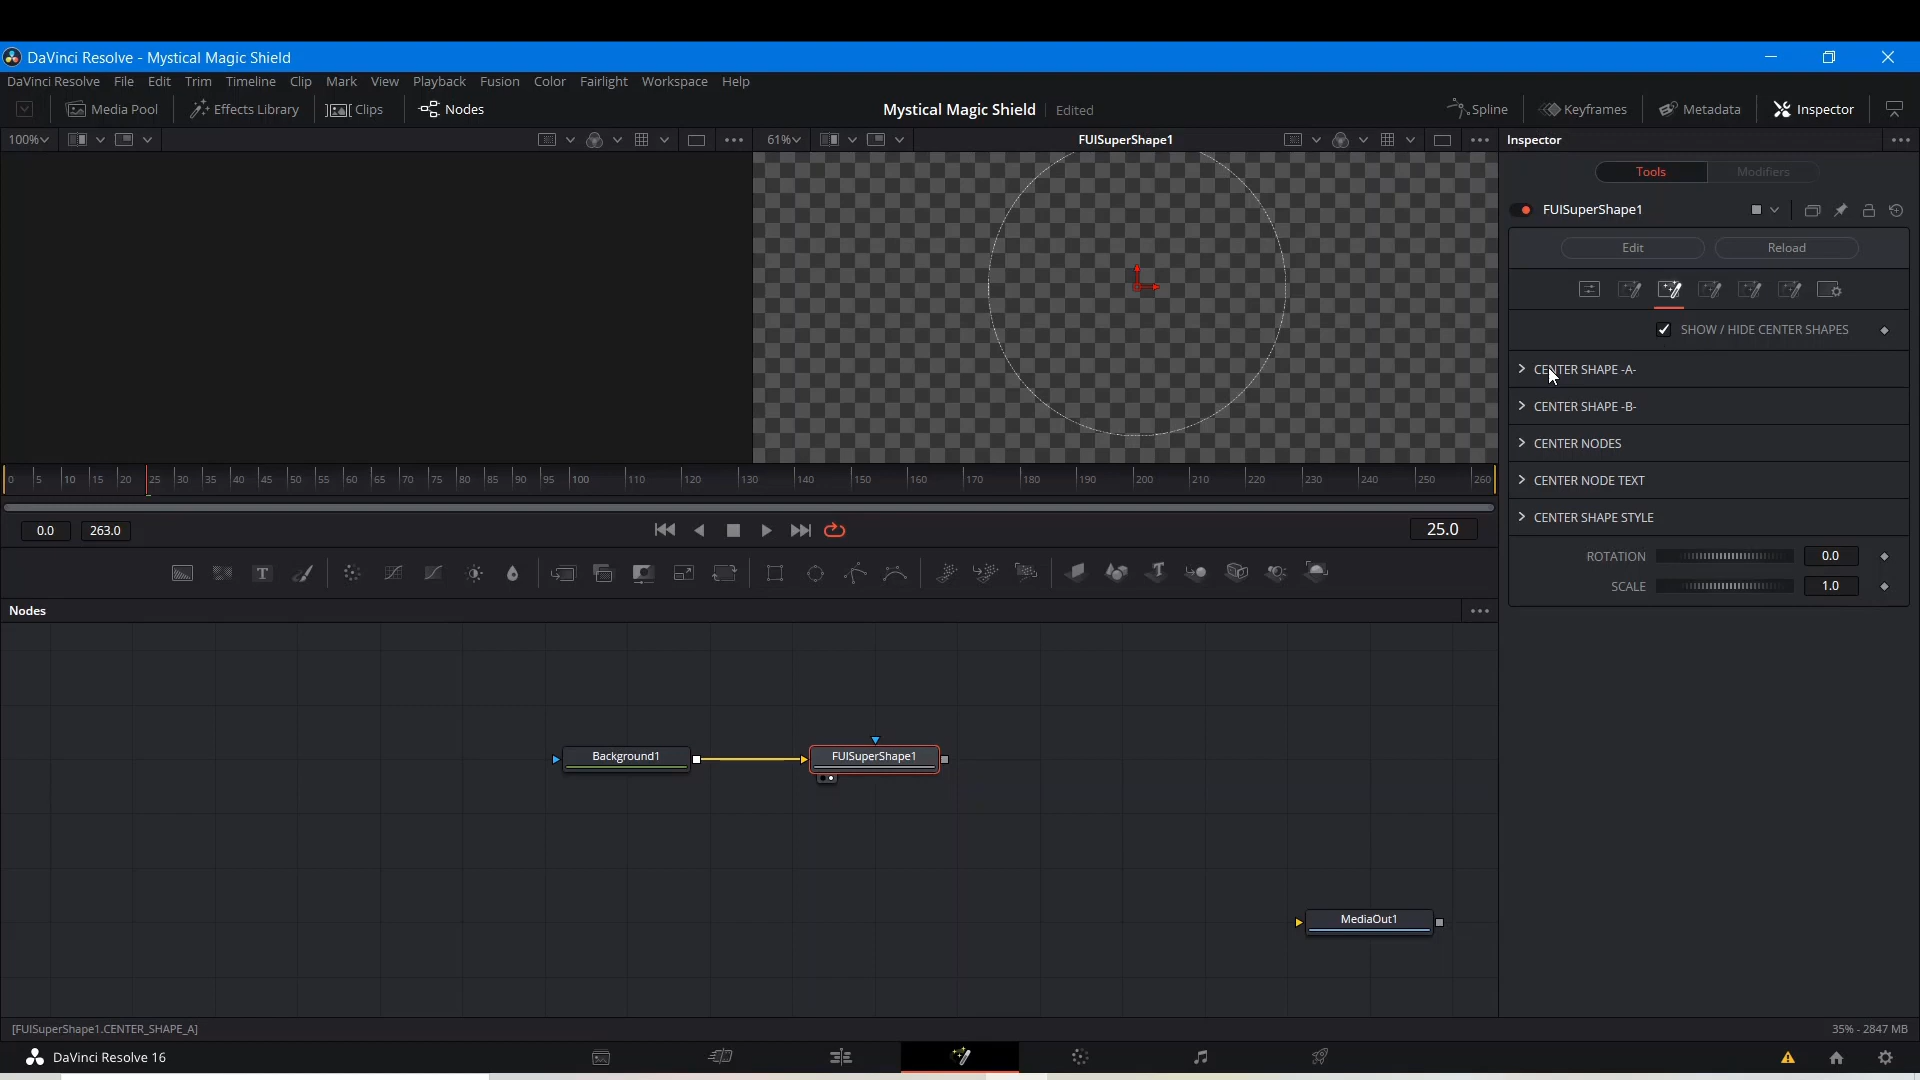 DaVinci Resolve - Mystical Magic Shield
DaVinci Resolve File Edit Trim Timeline Clip Mark View Playback Fusion Color Fairlight Workspace Help
Media Pool Effects Library Clips Nodes Mystical Magic Shield Edited Spline Keyframes Metadata Inspector
100% 61% FUISuperShape1 Inspector
Tools Modifiers
FUISuperShape1
Edit Reload
SHOW / HIDE CENTER SHAPES
CENTER SHAPE -A-
CENTER SHAPE -B-
CENTER NODES
CENTER NODE TEXT
CENTER SHAPE STYLE
ROTATION 0.0
SCALE 1.0
0 5 10 15 20 25 30 35 40 45 50 55 60 65 70 75 80 85 90 95 100 110 120 130 140 150 160 170 180 190 200 210 220 230 240 250 260
0.0 263.0 25.0
Nodes
Background1 FUISuperShape1
MediaOut1
[FUISuperShape1.CENTER_SHAPE_A] 35% - 2847 MB
DaVinci Resolve 16